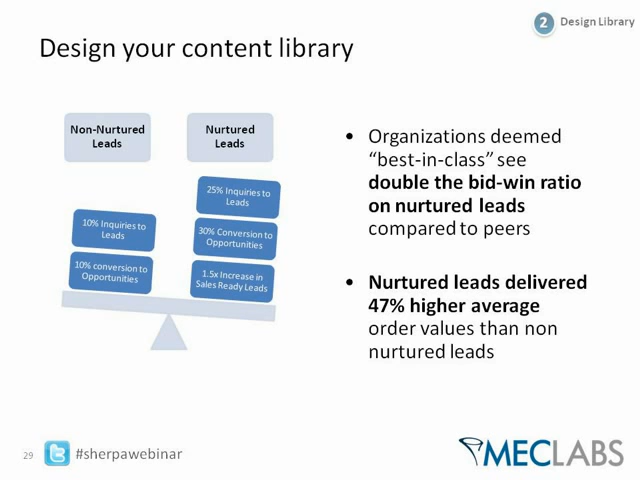 2 Design Library
Design your content library
Non-Nurtured
Leads
Nurtured
Leads
10% Inquiries to
Leads
10% conversion to
Opportunities
25% Inquiries to
Leads
30% Conversion to
Opportunities
1.5x Increase in
Sales Ready Leads
• Organizations deemed
“best-in-class” see
double the bid-win ratio
on nurtured leads
compared to peers
• Nurtured leads delivered
47% higher average
order values than non
nurtured leads
29
#sherpawebinar
MECLABS